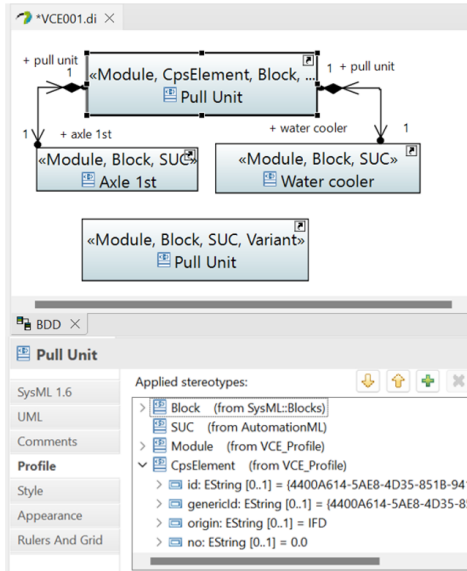 *VCE001.di
+ pull unit
1
«Module, CpsElement, Block, ...
Pull Unit
1
+ pull unit
1
+ axle 1st
+ water cooler
1
«Module, Block, SUC»
Axle 1st
«Module, Block, SUC»
Water cooler
«Module, Block, SUC, Variant»
Pull Unit
BDD
Pull Unit
SysML 1.6
UML
Comments
Profile
Style
Appearance
Rulers And Grid
Applied stereotypes:
Block (from SysML::Blocks)
SUC (from AutomationML)
Module (from VCE_Profile)
CpsElement (from VCE_Profile)
id: EString [0..1] = {4400A614-5AE8-4D35-851B-941
genericId: EString [0..1] = {4400A614-5AE8-4D35-85
origin: EString [0..1] = IFD
no: EString [0..1] = 0.0